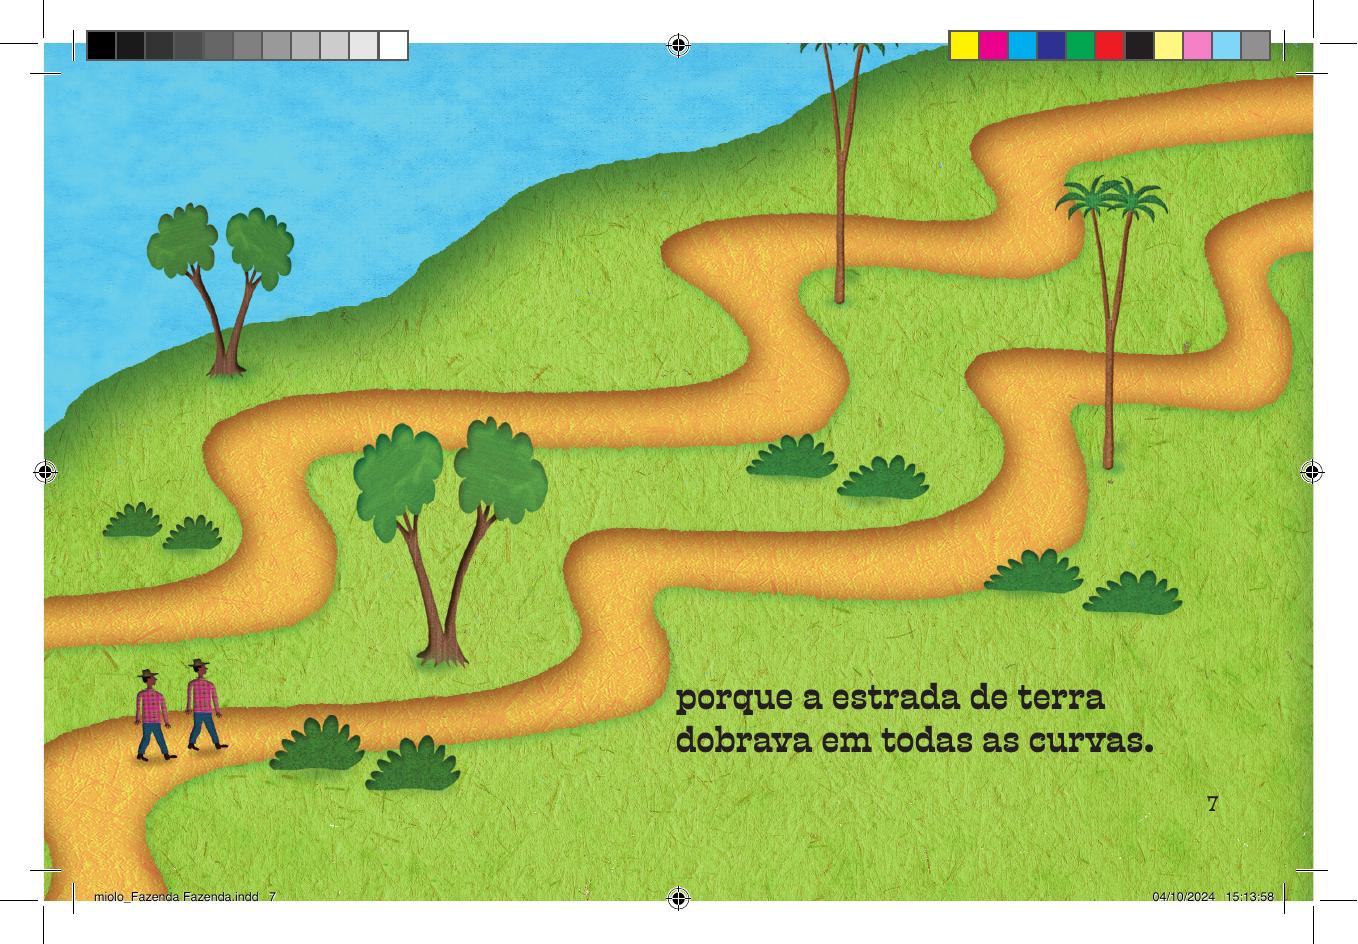 porque a estrada de terra
dobrava em todas as curvas.
7
miolo_Fazenda Fazenda.indd   7
04/10/2024   15:13:58